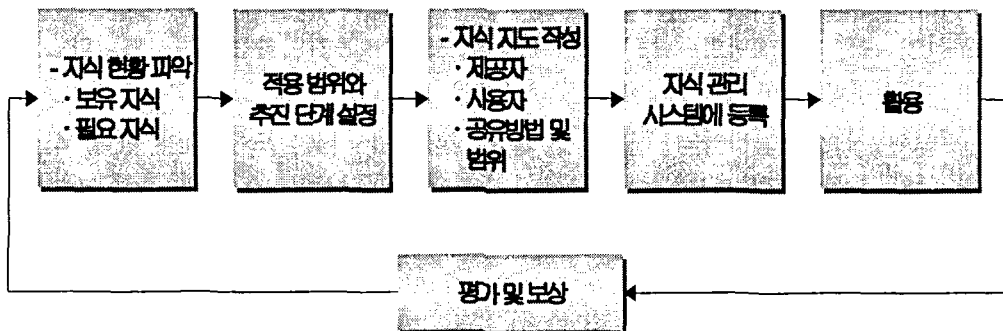 - 지식 현황 파악
· 보유 지식
· 필요 지식
적용 범위와
추진 단계 설정
- 지식 지도 작성
· 제공자
· 사용자
· 공유방법 및
범위
지식 관리
시스템에 등록
활용
평가 및 보상